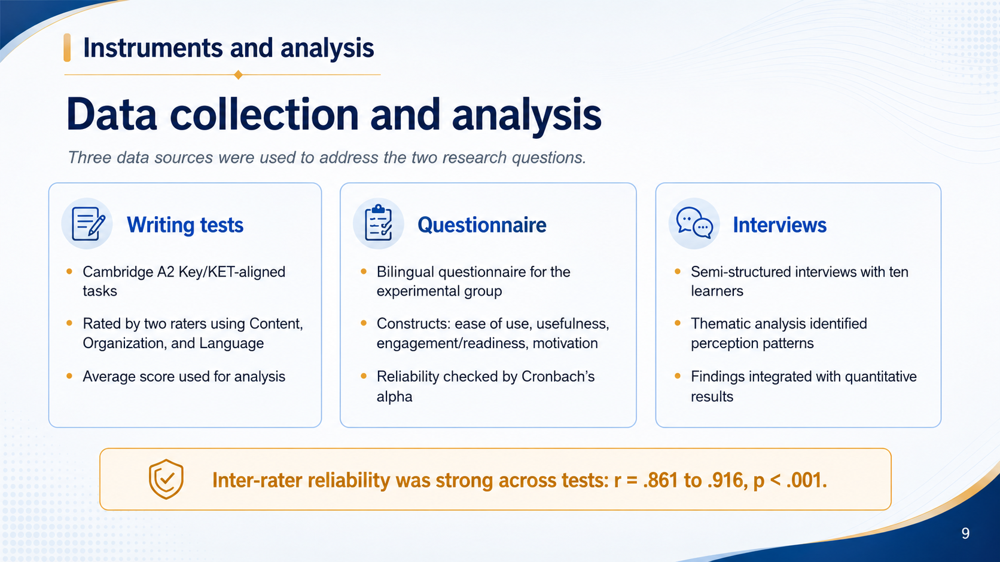 Instruments and analysis
Data collection and analysis
Three data sources were used to address the two research questions.
Writing tests
• Cambridge A2 Key/KET-aligned
tasks
• Rated by two raters using Content,
Organization, and Language
• Average score used for analysis
Questionnaire
• Bilingual questionnaire for the
experimental group
• Constructs: ease of use, usefulness,
engagement/readiness, motivation
• Reliability checked by Cronbach’s
alpha
Interviews
• Semi-structured interviews with ten
learners
• Thematic analysis identified
perception patterns
• Findings integrated with quantitative
results
Inter-rater reliability was strong across tests: r = .861 to .916, p < .001.
9